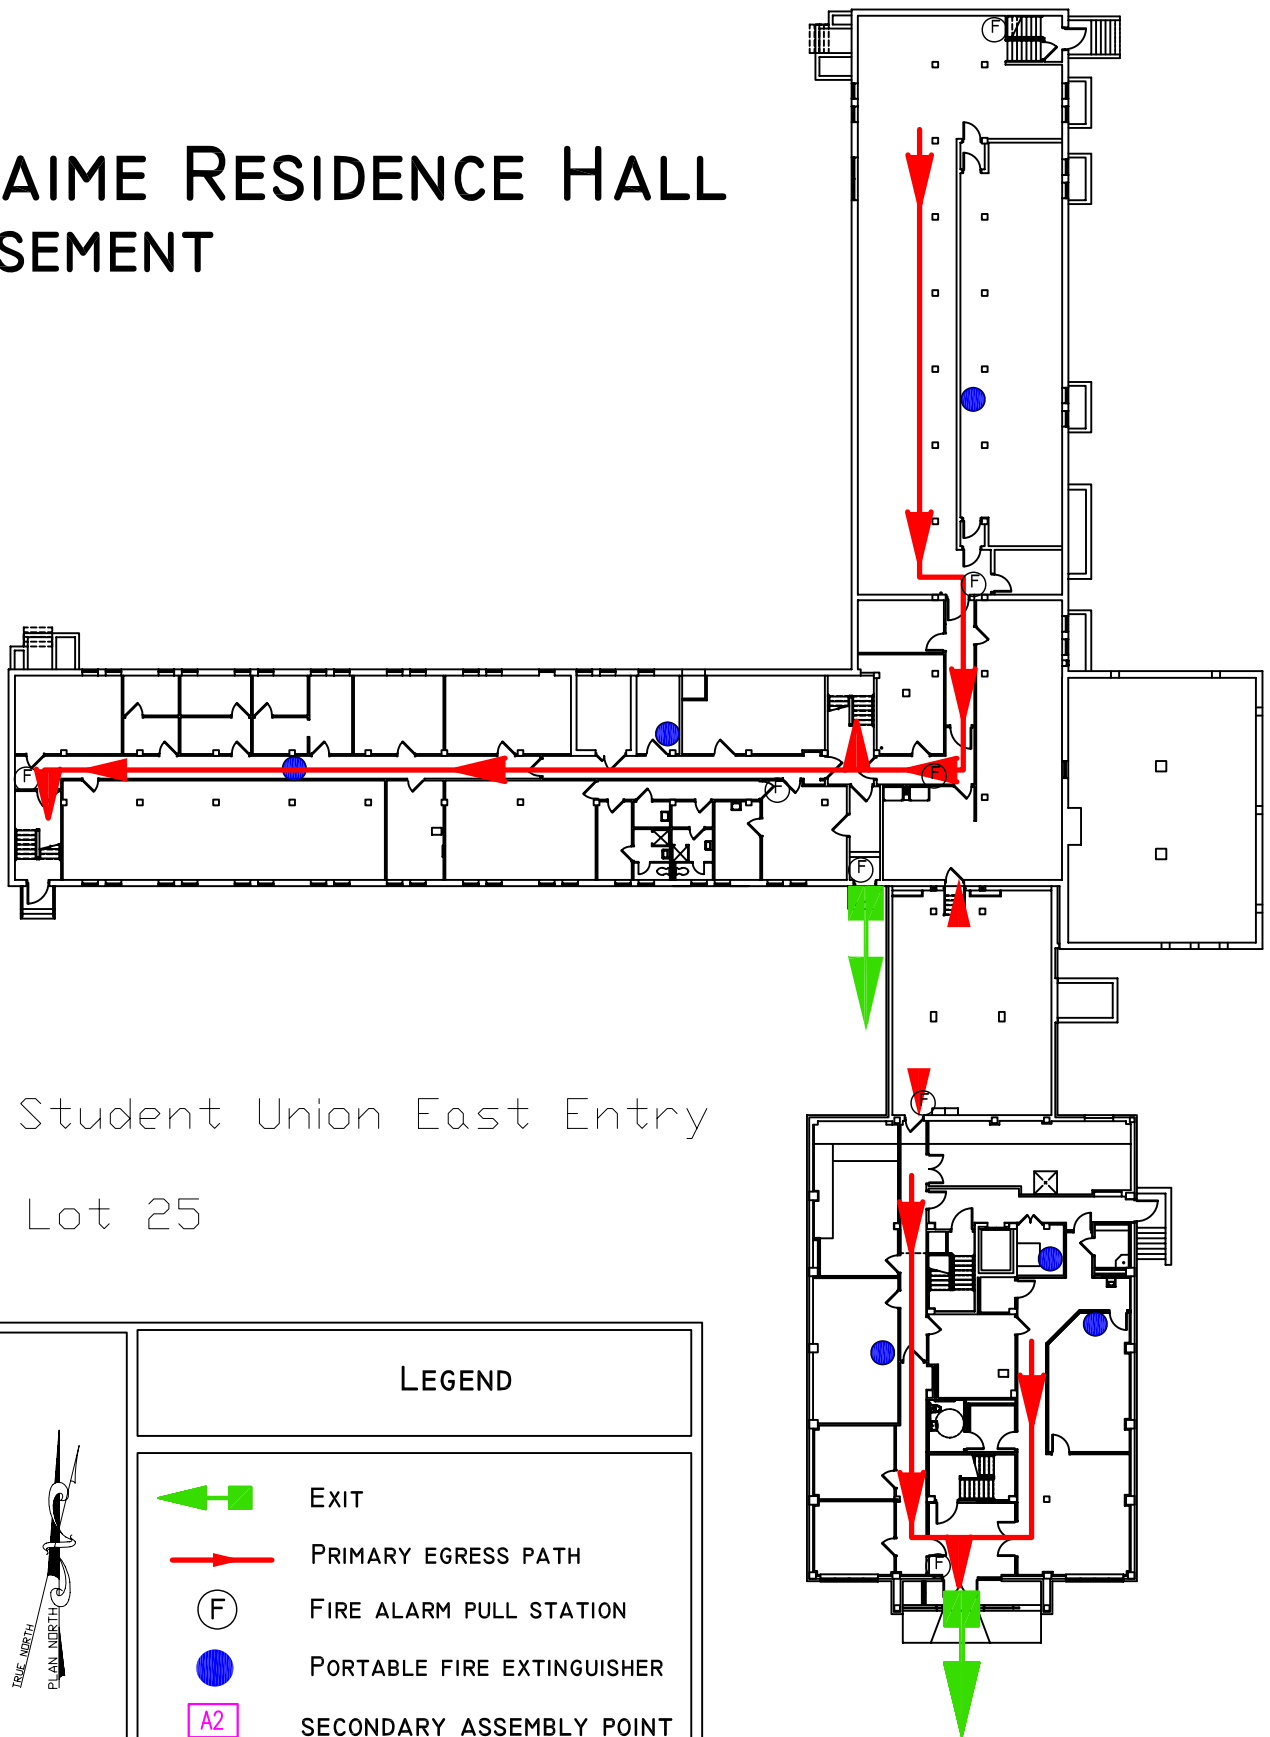 AIME RESIDENCE HALL
SEMENT
F
F
F
F
F
F
Student Union East Entry
F
Lot 25
LEGEND
EXIT
PRIMARY EGRESS PATH
F
F FIRE ALARM PULL STATION
TRUE NORTH
PLAN NORTH
PORTABLE FIRE EXTINGUISHER
A2 SECONDARY ASSEMBLY POINT